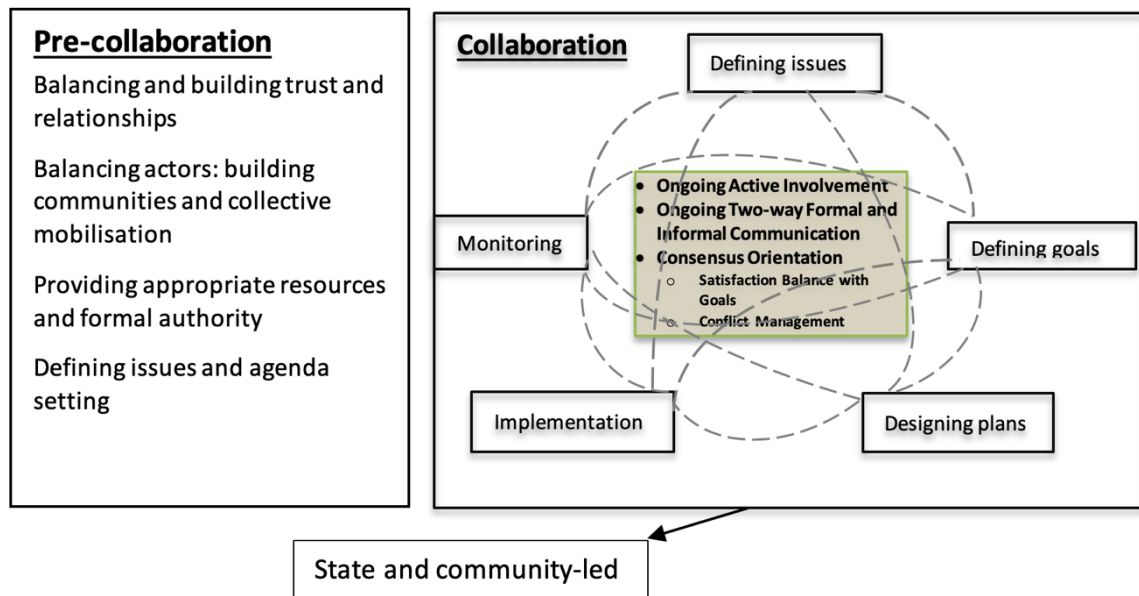 Pre-collaboration
Balancing and building trust and
relationships
Balancing actors: building
communities and collective
mobilisation
Providing appropriate resources
and formal authority
Defining issues and agenda
setting
Collaboration
Defining issues
• Ongoing Active Involvement
• Ongoing Two-way Formal and
Informal Communication
• Consensus Orientation
o Satisfaction Balance with
Goals
o Conflict Management
Monitoring
Defining goals
Implementation
Designing plans
State and community-led